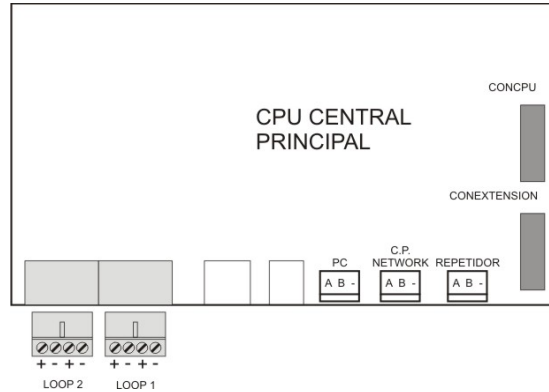 CONCPU
CPU CENTRAL
PRINCIPAL
CONEXTENSION
PC
C.P.
NETWORK
REPETIDOR
A B -
A B -
A B -
+ - + -
+ - + -
LOOP 2
LOOP 1